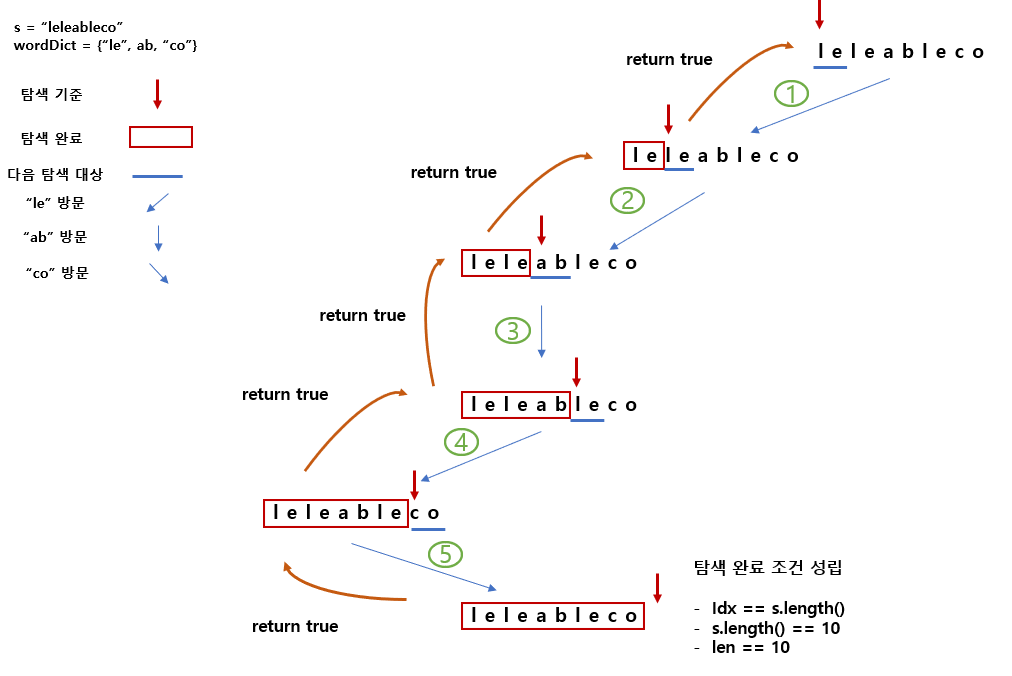 s = “leleableco”
wordDict = {“le”, ab, “co”}
탐색 기준
탐색 완료
다음 탐색 대상
“le” 방문
“ab” 방문
“co” 방문
l e l e a b l e c o
return true
①
l e l e a b l e c o
return true
②
l e l e a b l e c o
return true
③
l e l e a b l e c o
return true
④
l e l e a b l e c o
⑤
l e l e a b l e c o
return true
탐색 완료 조건 성립
- Idx == s.length()
- s.length() == 10
- len == 10